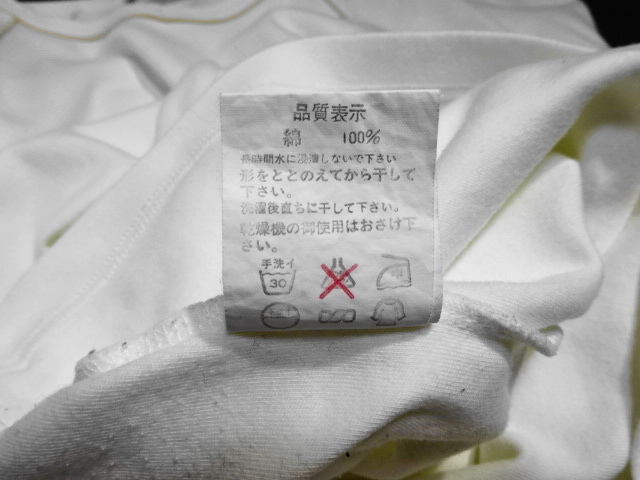 品質表示
綿 100%
長時間水に浸漬しないで下さい
形をととのえてから干して
下さい。
洗濯後直ちに干して下さい。
乾燥機の御使用はおさけ下
さい。
手洗イ
30
中